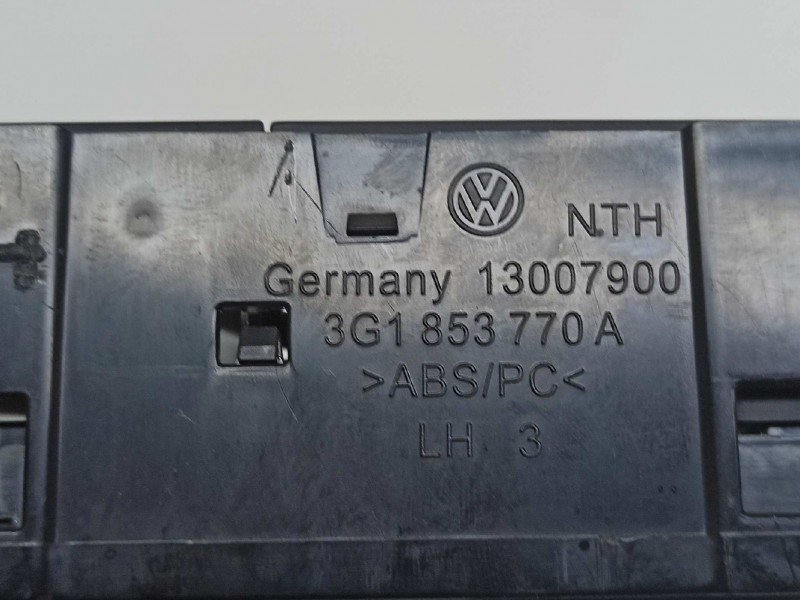 NTH
Germany 13007900
3G1 853 770 A
>ABS/PC<
LH 3